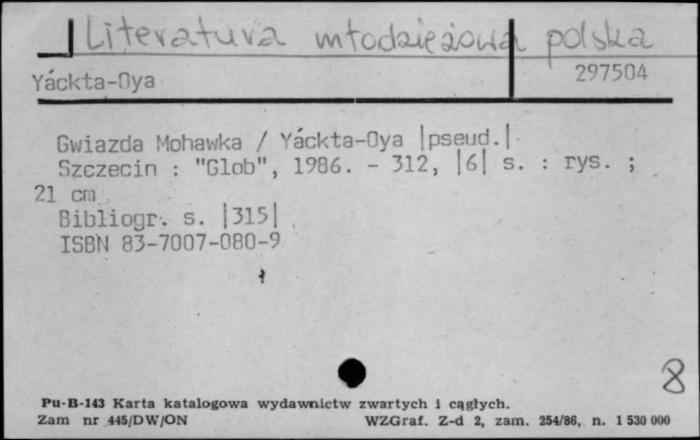 Literatura młodzieżowa polska
Yáckta-Oya
297504
Gwiazda Mohawka / Yáckta-Oya |pseud.|
Szczecin : "Glob", 1986. - 312, |6| s. : rys. ;
21 cm
Bibliogr. s. |315|
ISBN 83-7007-080-9
8
Pu-B-143 Karta katalogowa wydawnictw zwartych i cągłych.
Zam nr 445/DW/ON WZGraf. Z-d 2, zam. 254/86, n. 1 530 000